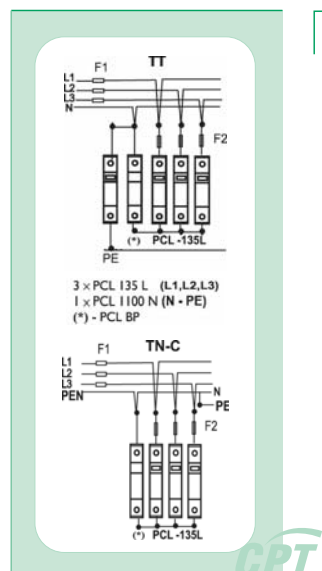 TT
F1
L1
L2
L3
N
F2
(*) PCL -135L
PE
3 x PCL 135 L (L1,L2,L3)
1 x PCL 1100 N (N - PE)
(*) - PCL BP
TN-C
F1
L1
L2
L3
PEN
N
PE
F2
(*) PCL -135L
CPT